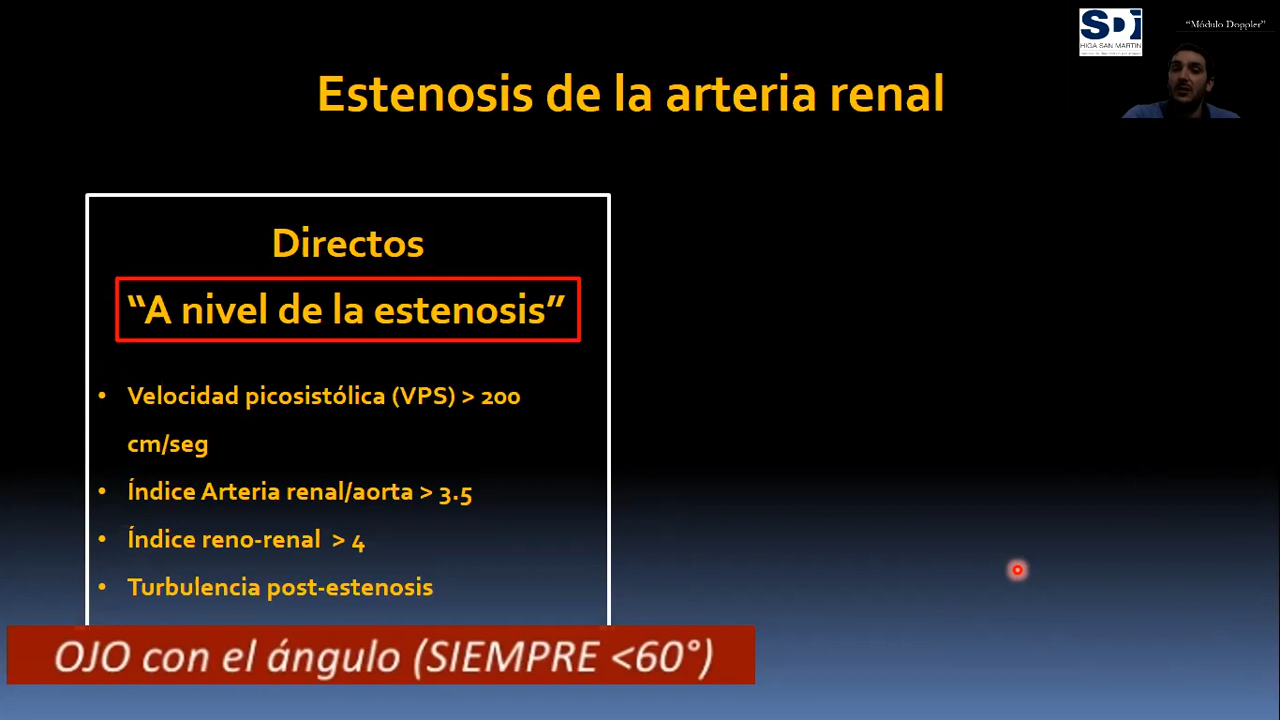 SDi
HIGA SAN MARTIN
“Módulo Doppler”
Estenosis de la arteria renal
Directos
“A nivel de la estenosis”
• Velocidad picosistólica (VPS) > 200
cm/seg
• Índice Arteria renal/aorta > 3.5
• Índice reno-renal > 4
• Turbulencia post-estenosis
OJO con el ángulo (SIEMPRE <60°)